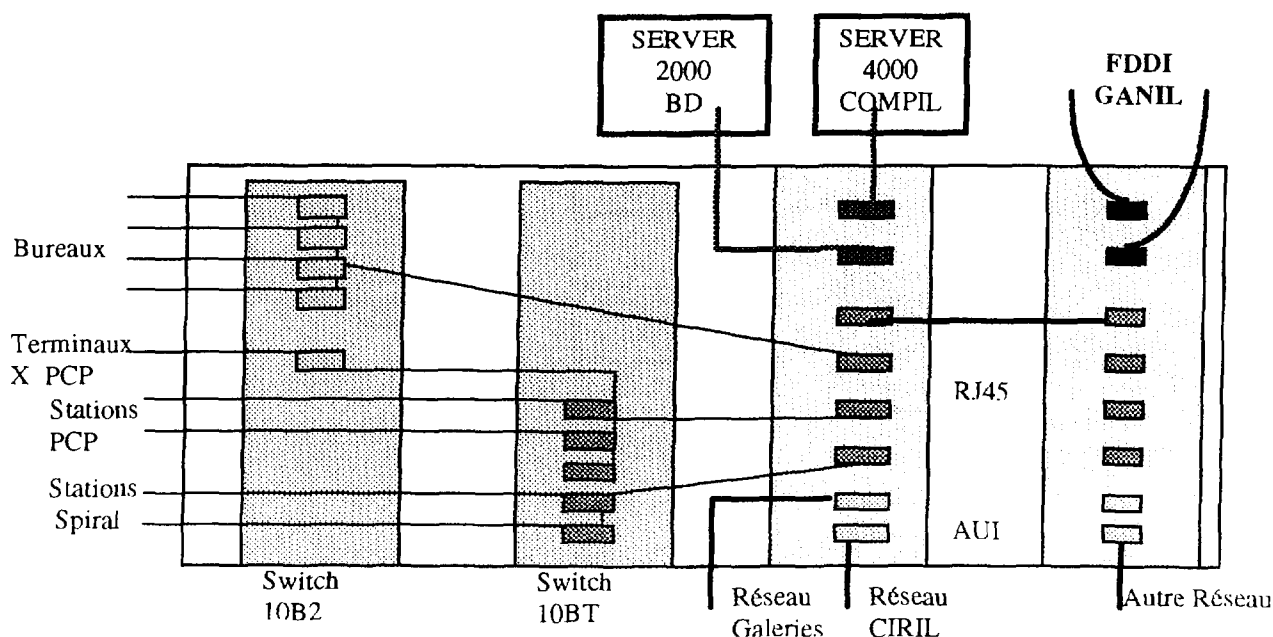 SERVER
2000
BD
SERVER
4000
COMPIL
FDDI
GANIL
Bureaux
Terminaux
X PCP
Stations
PCP
Stations
Spiral
RJ45
AUI
Switch
10B2
Switch
10BT
Réseau
Galeries
Réseau
CIRIL
Autre Réseau